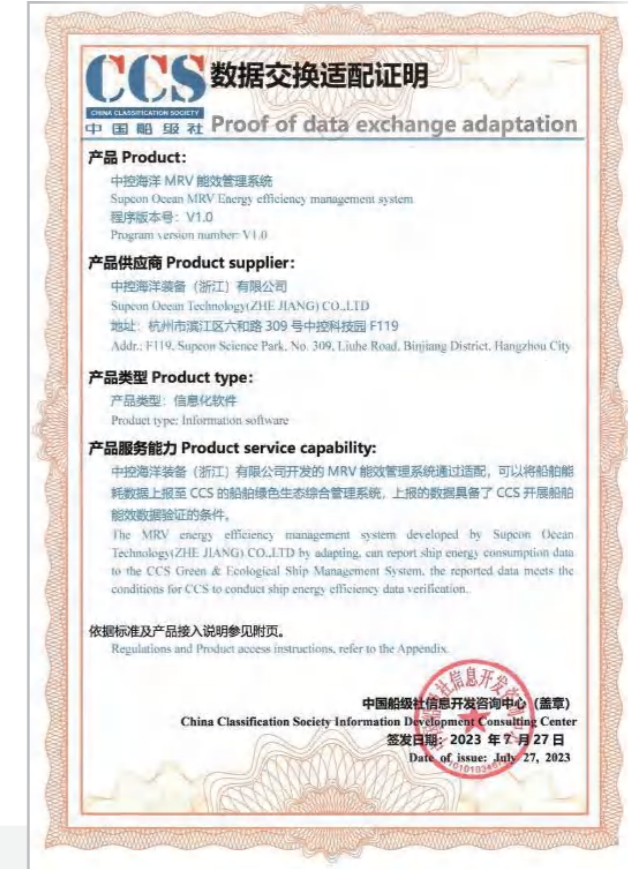 CCS 数据交换适配证明
CHINA CLASSIFICATION SOCIETY
中国船级社 Proof of data exchange adaptation
产品 Product：
中控海洋 MRV 能效管理系统
Supcon Ocean MRV Energy efficiency management system
程序版本号：V1.0
Program version number: V1.0
产品供应商 Product supplier：
中控海洋装备（浙江）有限公司
Supcon Ocean Technology(ZHE JIANG) CO.,LTD
地址：杭州市滨江区六和路 309 号中控科技园 F119
Addr.: F119, Supcon Science Park, No. 309, Liuhe Road, Binjiang District, Hangzhou City
产品类型 Product type：
产品类型：信息化软件
Product type: Information software
产品服务能力 Product service capability:
中控海洋装备（浙江）有限公司开发的 MRV 能效管理系统通过适配，可以将船舶能
耗数据上报至 CCS 的船舶绿色生态综合管理系统，上报的数据具备了 CCS 开展船舶
能效数据验证的条件。
The MRV energy efficiency management system developed by Supcon Ocean
Technology(ZHE JIANG) CO.,LTD by adapting, can report ship energy consumption data
to the CCS Green & Ecological Ship Management System, the reported data meets the
conditions for CCS to conduct ship energy efficiency data verification.
依据标准及产品接入说明参见附页。
Regulations and Product access instructions, refer to the Appendix.
中国船级社信息开发咨询中心（盖章）
China Classification Society Information Development Consulting Center
签发日期：2023 年 7 月 27 日
Date of issue: July 27, 2023